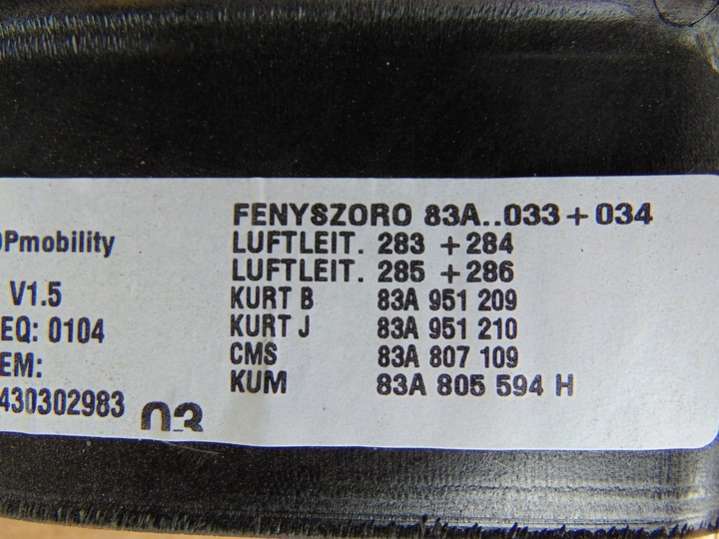 FENYSZORO 83A..033 + 034
LUFTLEIT. 283 + 284
LUFTLEIT. 285 + 286
KURT B 83A 951 209
KURT J 83A 951 210
CMS 83A 807 109
KUM 83A 805 594 H
Pmobility
V1.5
EQ: 0104
EM:
430302983
03